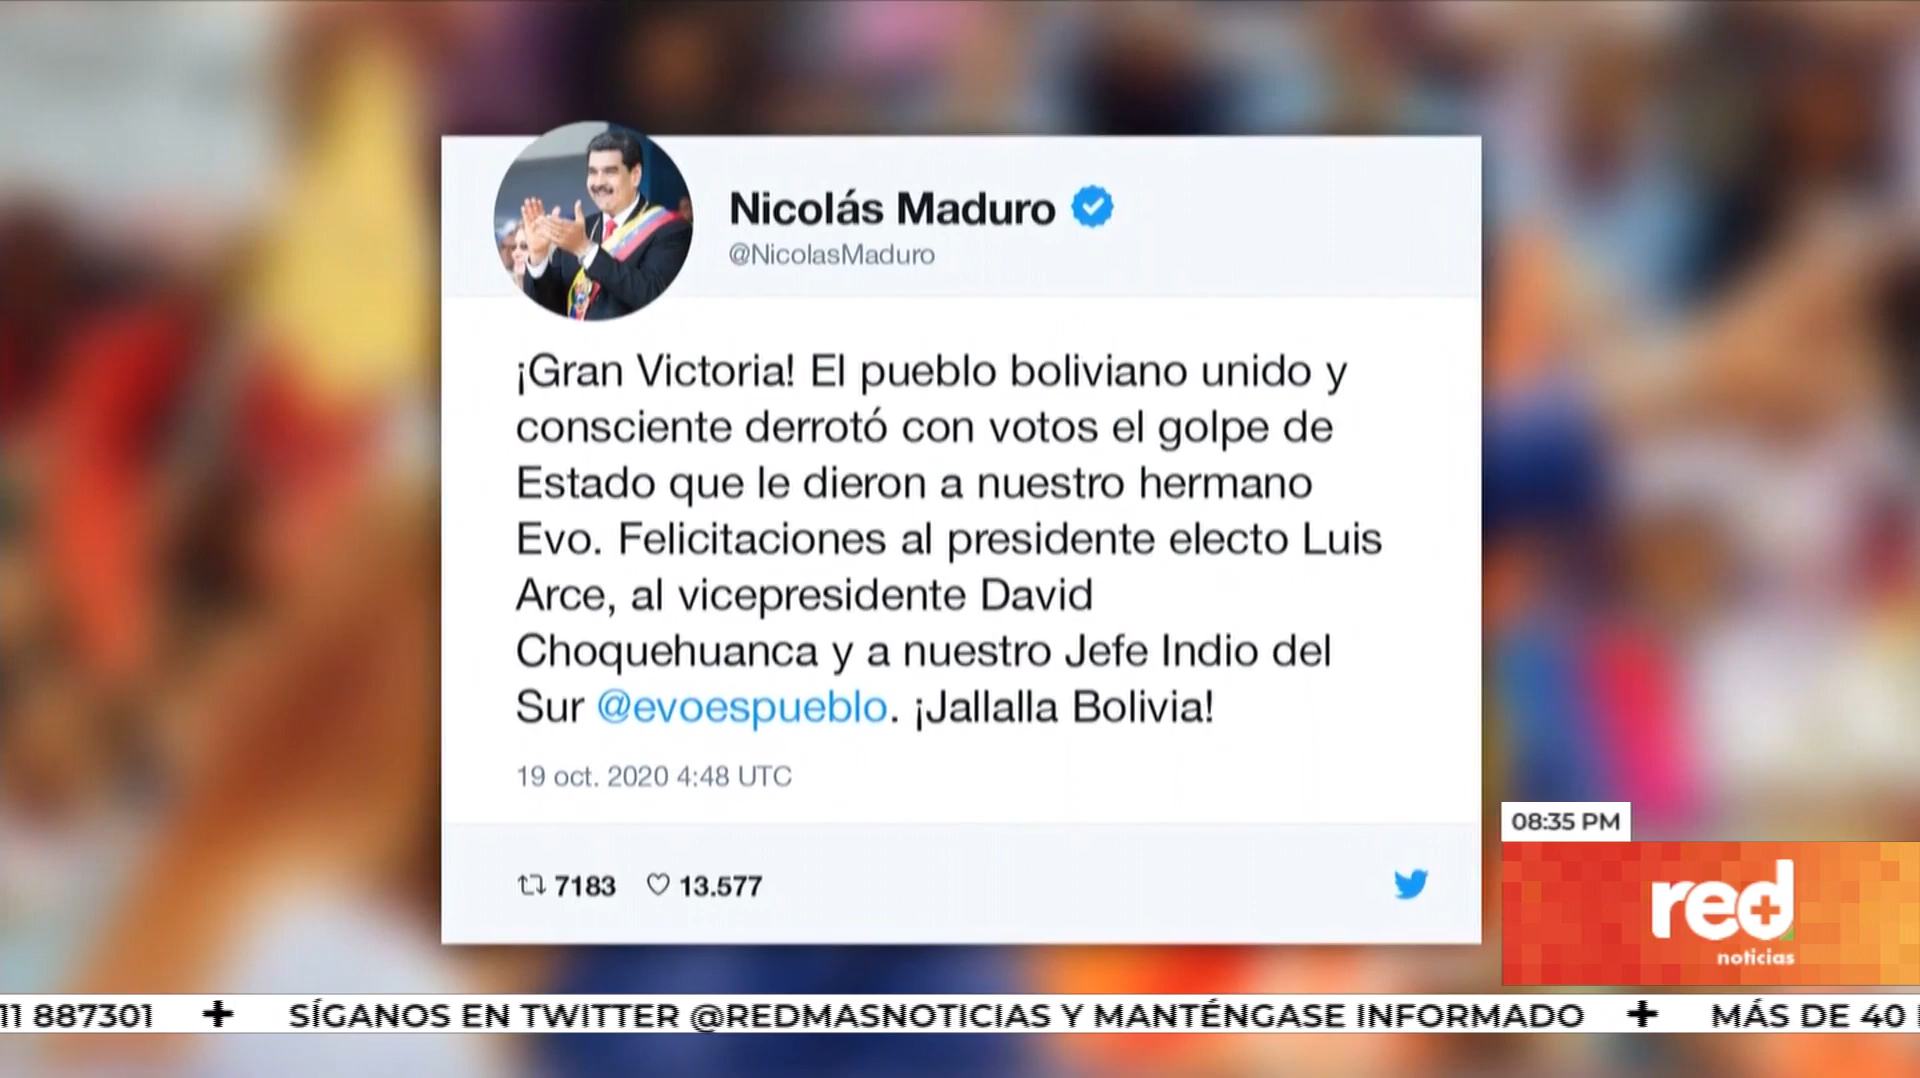 Nicolás Maduro
@NicolasMaduro
¡Gran Victoria! El pueblo boliviano unido y
consciente derrotó con votos el golpe de
Estado que le dieron a nuestro hermano
Evo. Felicitaciones al presidente electo Luis
Arce, al vicepresidente David
Choquehuanca y a nuestro Jefe Indio del
Sur @evoespueblo. ¡Jallalla Bolivia!
19 oct. 2020 4:48 UTC
7183 13.577
08:35 PM
red
noticias
11 887301 + SÍGANOS EN TWITTER @REDMASNOTICIAS Y MANTÉNGASE INFORMADO + MÁS DE 40